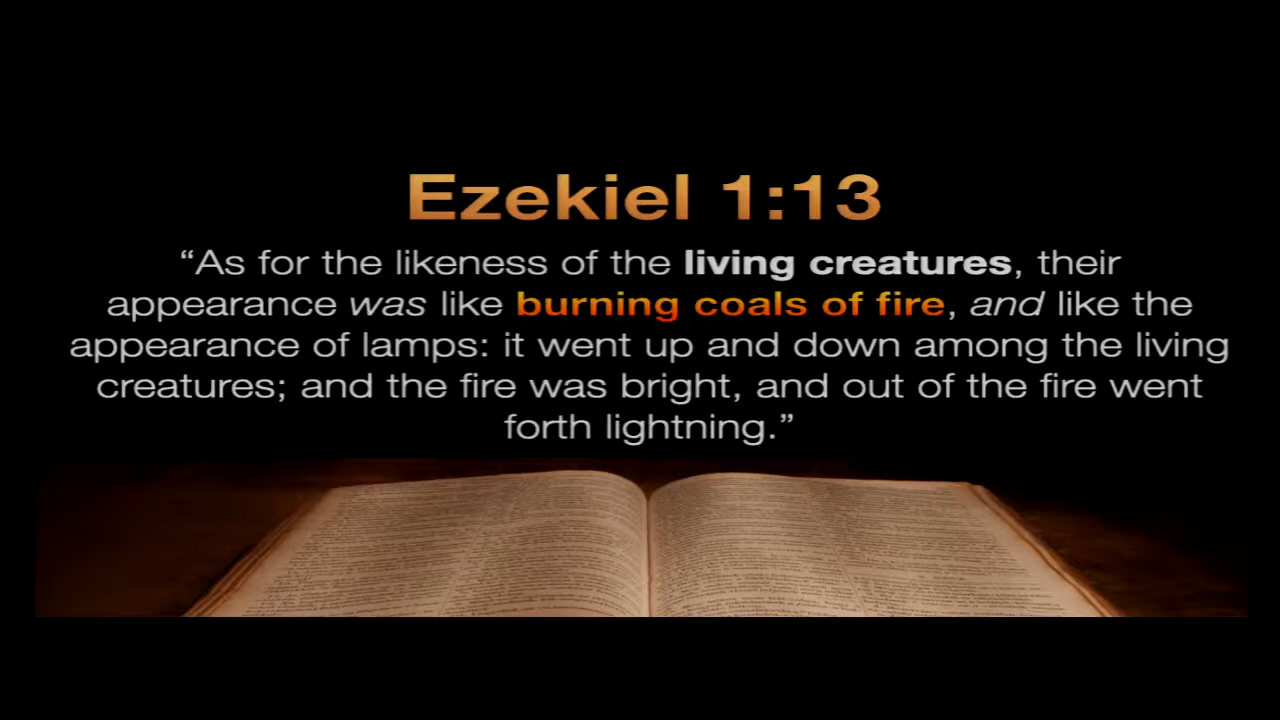 Ezekiel 1:13
“As for the likeness of the living creatures, their
appearance was like burning coals of fire, and like the
appearance of lamps: it went up and down among the living
creatures; and the fire was bright, and out of the fire went
forth lightning.”